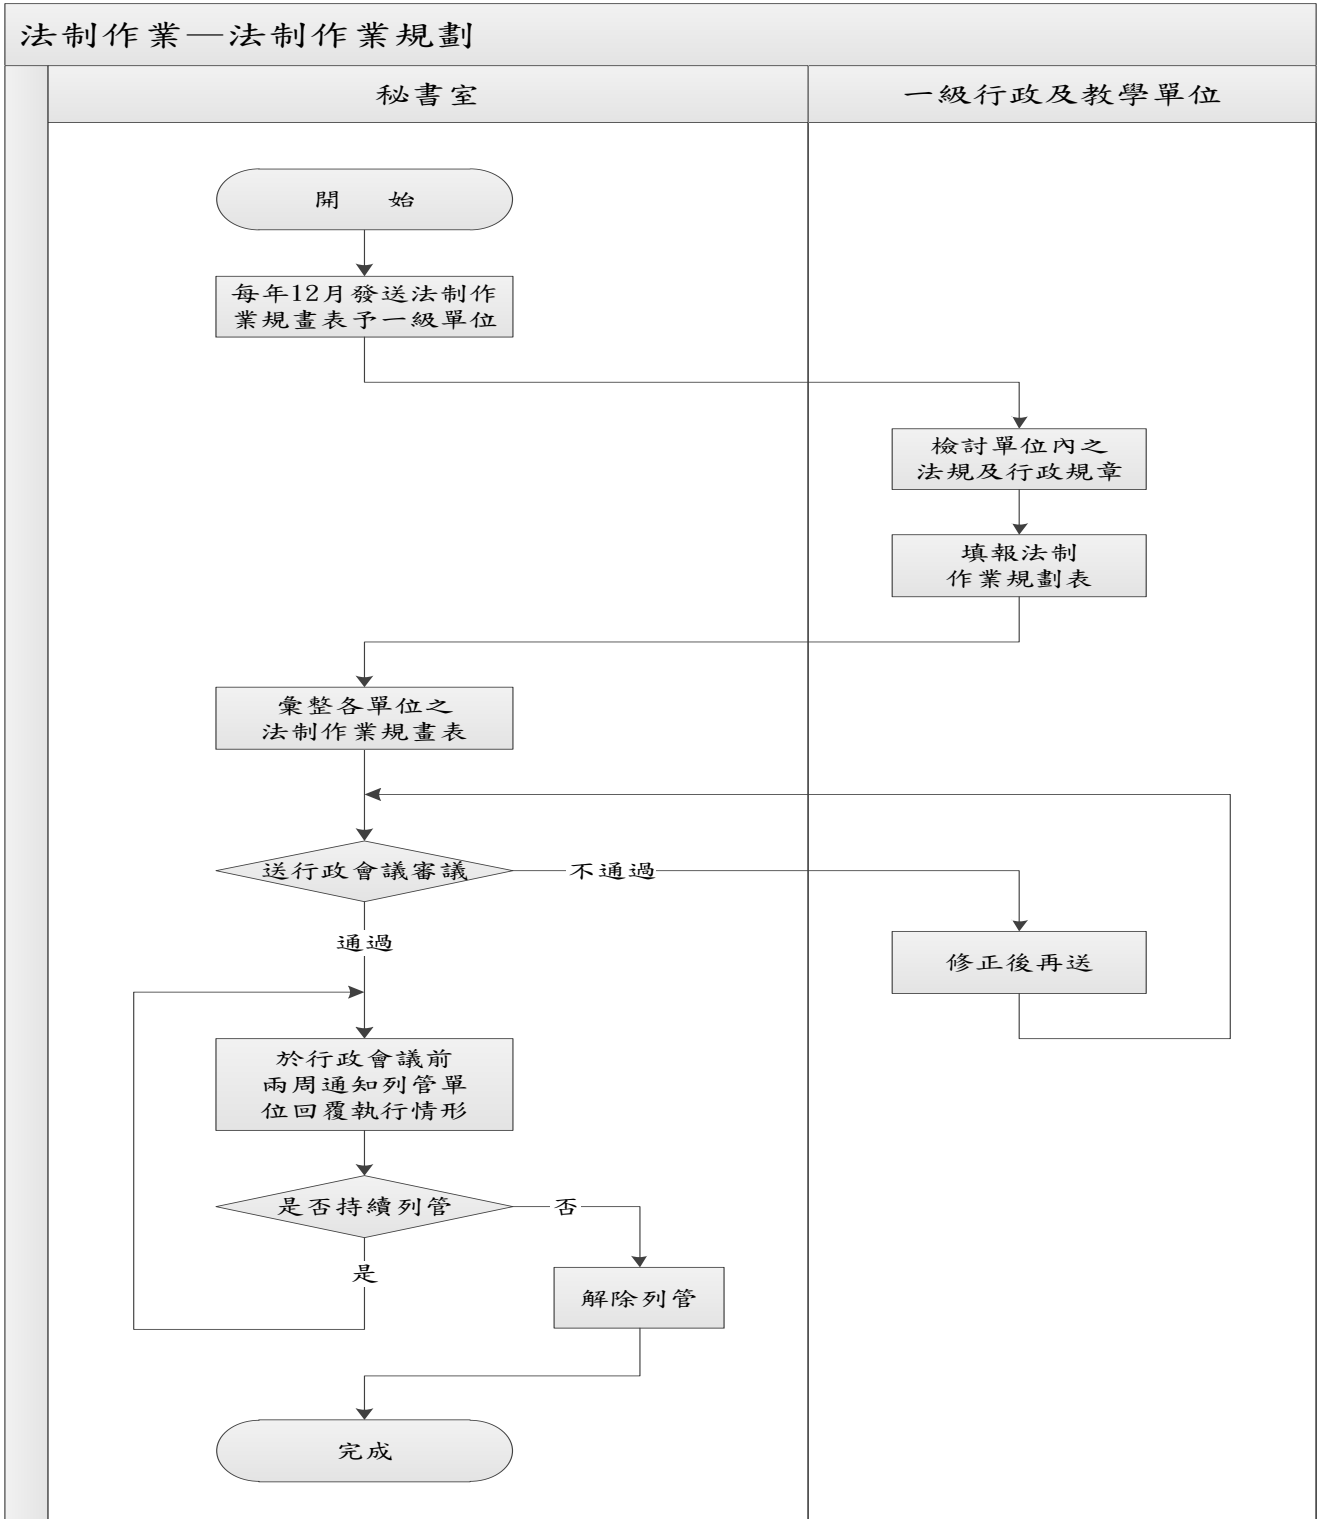 法制作業—法制作業規劃
秘書室
一級行政及教學單位
開 始
每年12月發送法制作
業規畫表予一級單位
檢討單位內之
法規及行政規章
填報法制
作業規劃表
彙整各單位之
法制作業規畫表
送行政會議審議
不通過
通過
修正後再送
於行政會議前
兩周通知列管單
位回覆執行情形
是否持續列管
否
是
解除列管
完成